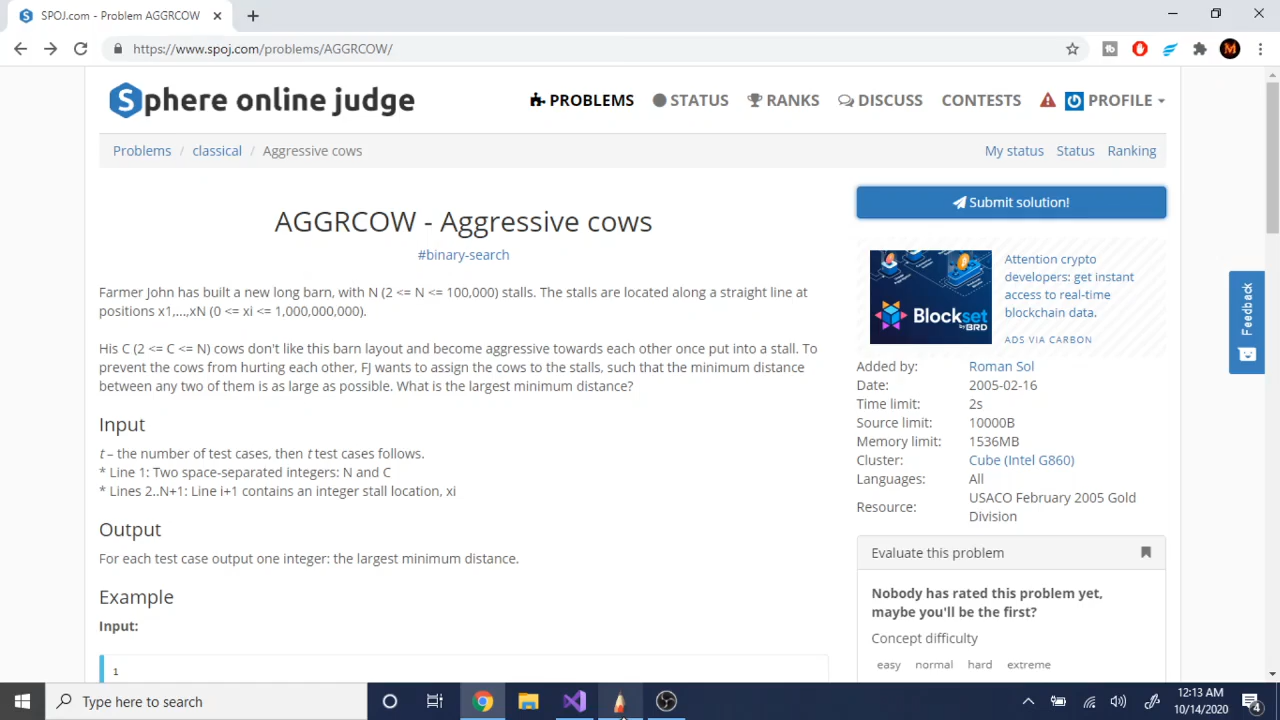 SPOJ.com - Problem AGGRCOW
https://www.spoj.com/problems/AGGRCOW/
Sphere online judge
PROBLEMS STATUS RANKS DISCUSS CONTESTS PROFILE
Problems / classical / Aggressive cows
My status Status Ranking
AGGRCOW - Aggressive cows
#binary-search
Farmer John has built a new long barn, with N (2 <= N <= 100,000) stalls. The stalls are located along a straight line at
positions x1,...,xN (0 <= xi <= 1,000,000,000).
His C (2 <= C <= N) cows don't like this barn layout and become aggressive towards each other once put into a stall. To
prevent the cows from hurting each other, FJ wants to assign the cows to the stalls, such that the minimum distance
between any two of them is as large as possible. What is the largest minimum distance?
Input
t – the number of test cases, then t test cases follows.
* Line 1: Two space-separated integers: N and C
* Lines 2..N+1: Line i+1 contains an integer stall location, xi
Output
For each test case output one integer: the largest minimum distance.
Example
Input:
1
Submit solution!
Blockset
by BRD
Attention crypto
developers: get instant
access to real-time
blockchain data.
ADS VIA CARBON
Added by: Roman Sol
Date: 2005-02-16
Time limit: 2s
Source limit: 10000B
Memory limit: 1536MB
Cluster: Cube (Intel G860)
Languages: All
Resource: USACO February 2005 Gold
Division
Evaluate this problem
Nobody has rated this problem yet,
maybe you'll be the first?
Concept difficulty
easy normal hard extreme
Feedback
Type here to search
12:13 AM
10/14/2020
4